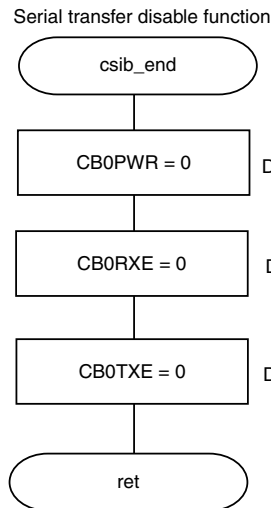 Serial transfer disable function
csib_end
CB0PWR = 0
D
CB0RXE = 0
D
CB0TXE = 0
D
ret